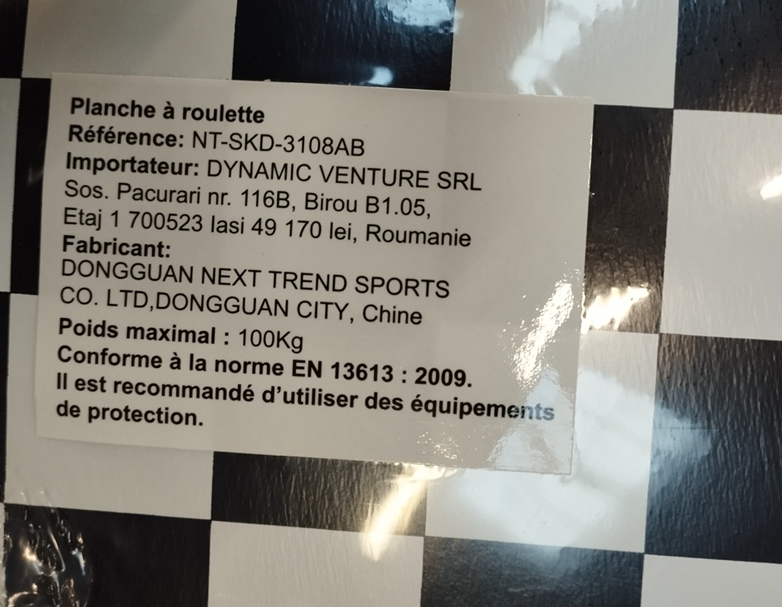 Planche à roulette
Référence: NT-SKD-3108AB
Importateur: DYNAMIC VENTURE SRL
Sos. Pacurari nr. 116B, Birou B1.05,
Etaj 1 700523 Iasi 49 170 lei, Roumanie
Fabricant:
DONGGUAN NEXT TREND SPORTS
CO. LTD,DONGGUAN CITY, Chine
Poids maximal : 100Kg
Conforme à la norme EN 13613 : 2009.
Il est recommandé d’utiliser des équipements
de protection.